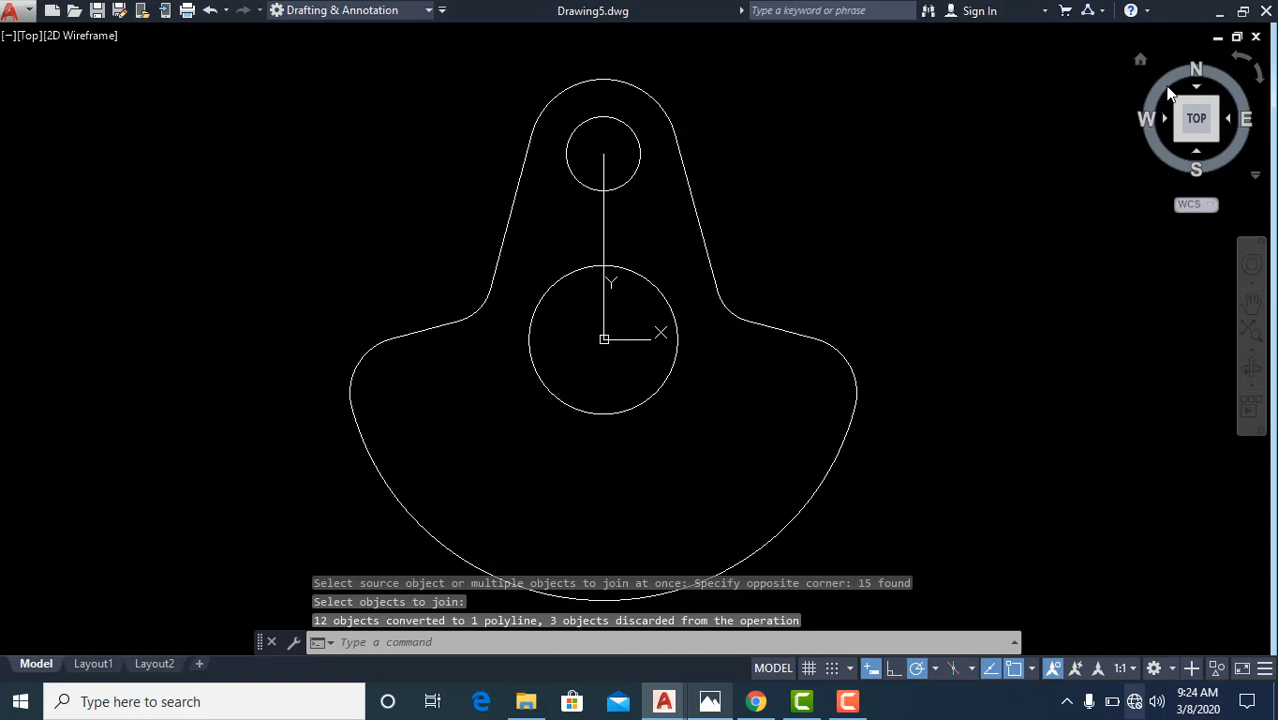 Drafting & Annotation
Drawing5.dwg
Type a keyword or phrase
Sign In
[−][Top][2D Wireframe]
N
W
TOP
E
S
WCS
Y
X
Select source object or multiple objects to join at once: Specify opposite corner: 15 found
Select objects to join:
12 objects converted to 1 polyline, 3 objects discarded from the operation
Type a command
Model
Layout1
Layout2
MODEL
1:1
Type here to search
9:24 AM
3/8/2020